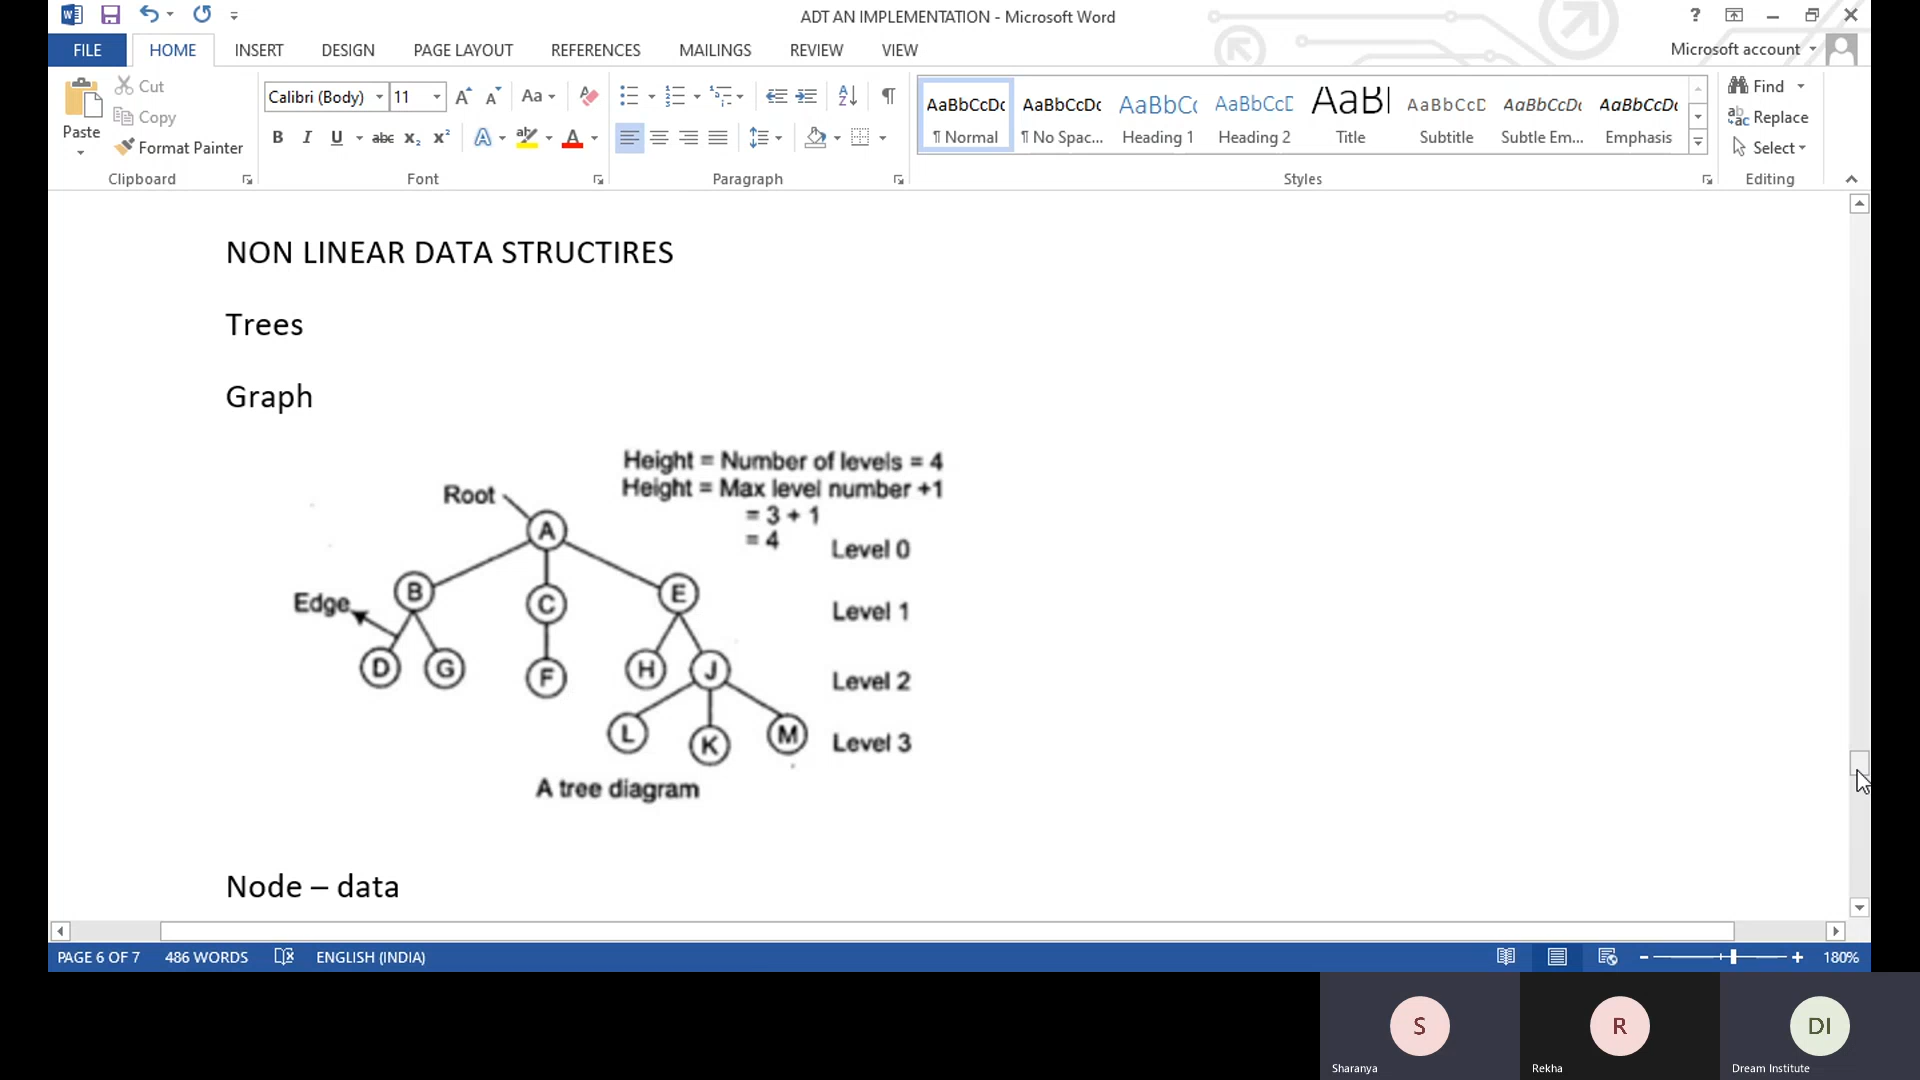 ADT AN IMPLEMENTATION - Microsoft Word
?
FILE HOME INSERT DESIGN PAGE LAYOUT REFERENCES MAILINGS REVIEW VIEW Microsoft account
Paste
Cut
Copy
Format Painter
Clipboard
Calibri (Body) 11 Aa
B I U abc x₂ x² A ab A
Font
Paragraph
AaBbCcDc AaBbCcDc AaBbCc AaBbCcD AaBl AaBbCcD AaBbCcDc AaBbCcDc
¶ Normal ¶ No Spac... Heading 1 Heading 2 Title Subtitle Subtle Em... Emphasis
Styles
Find
Replace
Select
Editing
NON LINEAR DATA STRUCTIRES
Trees
Graph
Height = Number of levels = 4
Height = Max level number +1
= 3 + 1
= 4
Root
A
Level 0
Edge
B C E
Level 1
D G F H J
Level 2
L K M
Level 3
A tree diagram
Node – data
PAGE 6 OF 7 486 WORDS ENGLISH (INDIA) 180%
S R DI
Sharanya Rekha Dream Institute